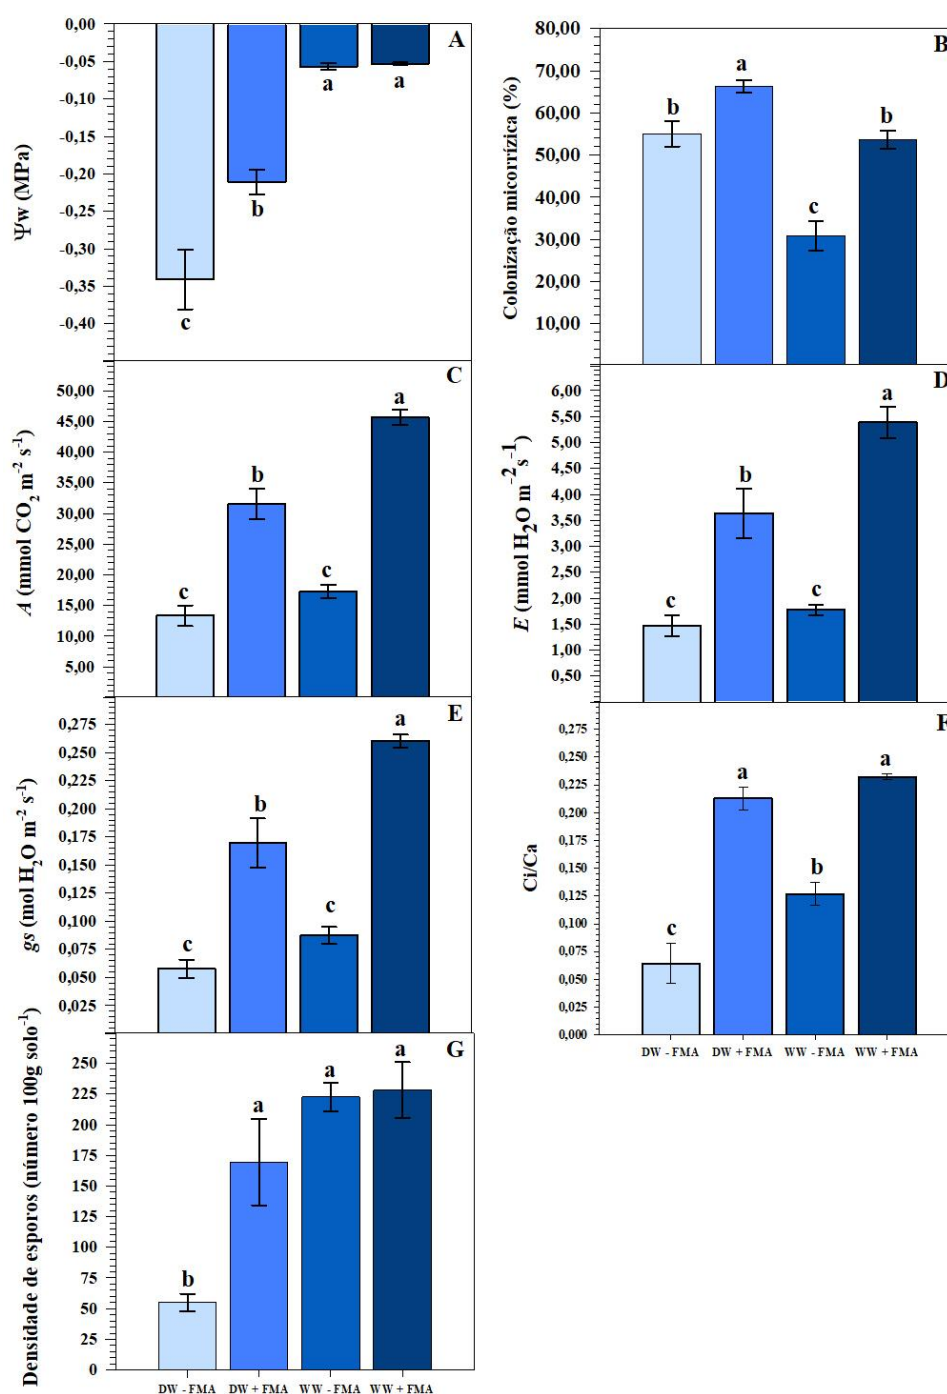 A
0,00
-0,05
-0,10
-0,15
-0,20
-0,25
-0,30
-0,35
-0,40
Ψw (MPa)
c
b
a
a
B
80,00
70,00
60,00
50,00
40,00
30,00
20,00
10,00
Colonização micorrízica (%)
b
a
c
b
C
50,00
45,00
40,00
35,00
30,00
25,00
20,00
15,00
10,00
5,00
A (mmol CO₂ m⁻² s⁻¹)
c
b
c
a
D
6,00
5,50
5,00
4,50
4,00
3,50
3,00
2,50
2,00
1,50
1,00
0,50
E (mmol H₂O m⁻² s⁻¹)
c
b
c
a
E
0,275
0,250
0,225
0,200
0,175
0,150
0,125
0,100
0,075
0,050
0,025
gs (mol H₂O m⁻² s⁻¹)
c
b
c
a
F
0,275
0,250
0,225
0,200
0,175
0,150
0,125
0,100
0,075
0,050
0,025
0,000
Ci/Ca
c
a
b
a
DW - FMA
DW + FMA
WW - FMA
WW + FMA
G
250
225
200
175
150
125
100
75
50
25
0
Densidade de esporos (número 100g solo⁻¹)
b
a
a
a
DW - FMA
DW + FMA
WW - FMA
WW + FMA